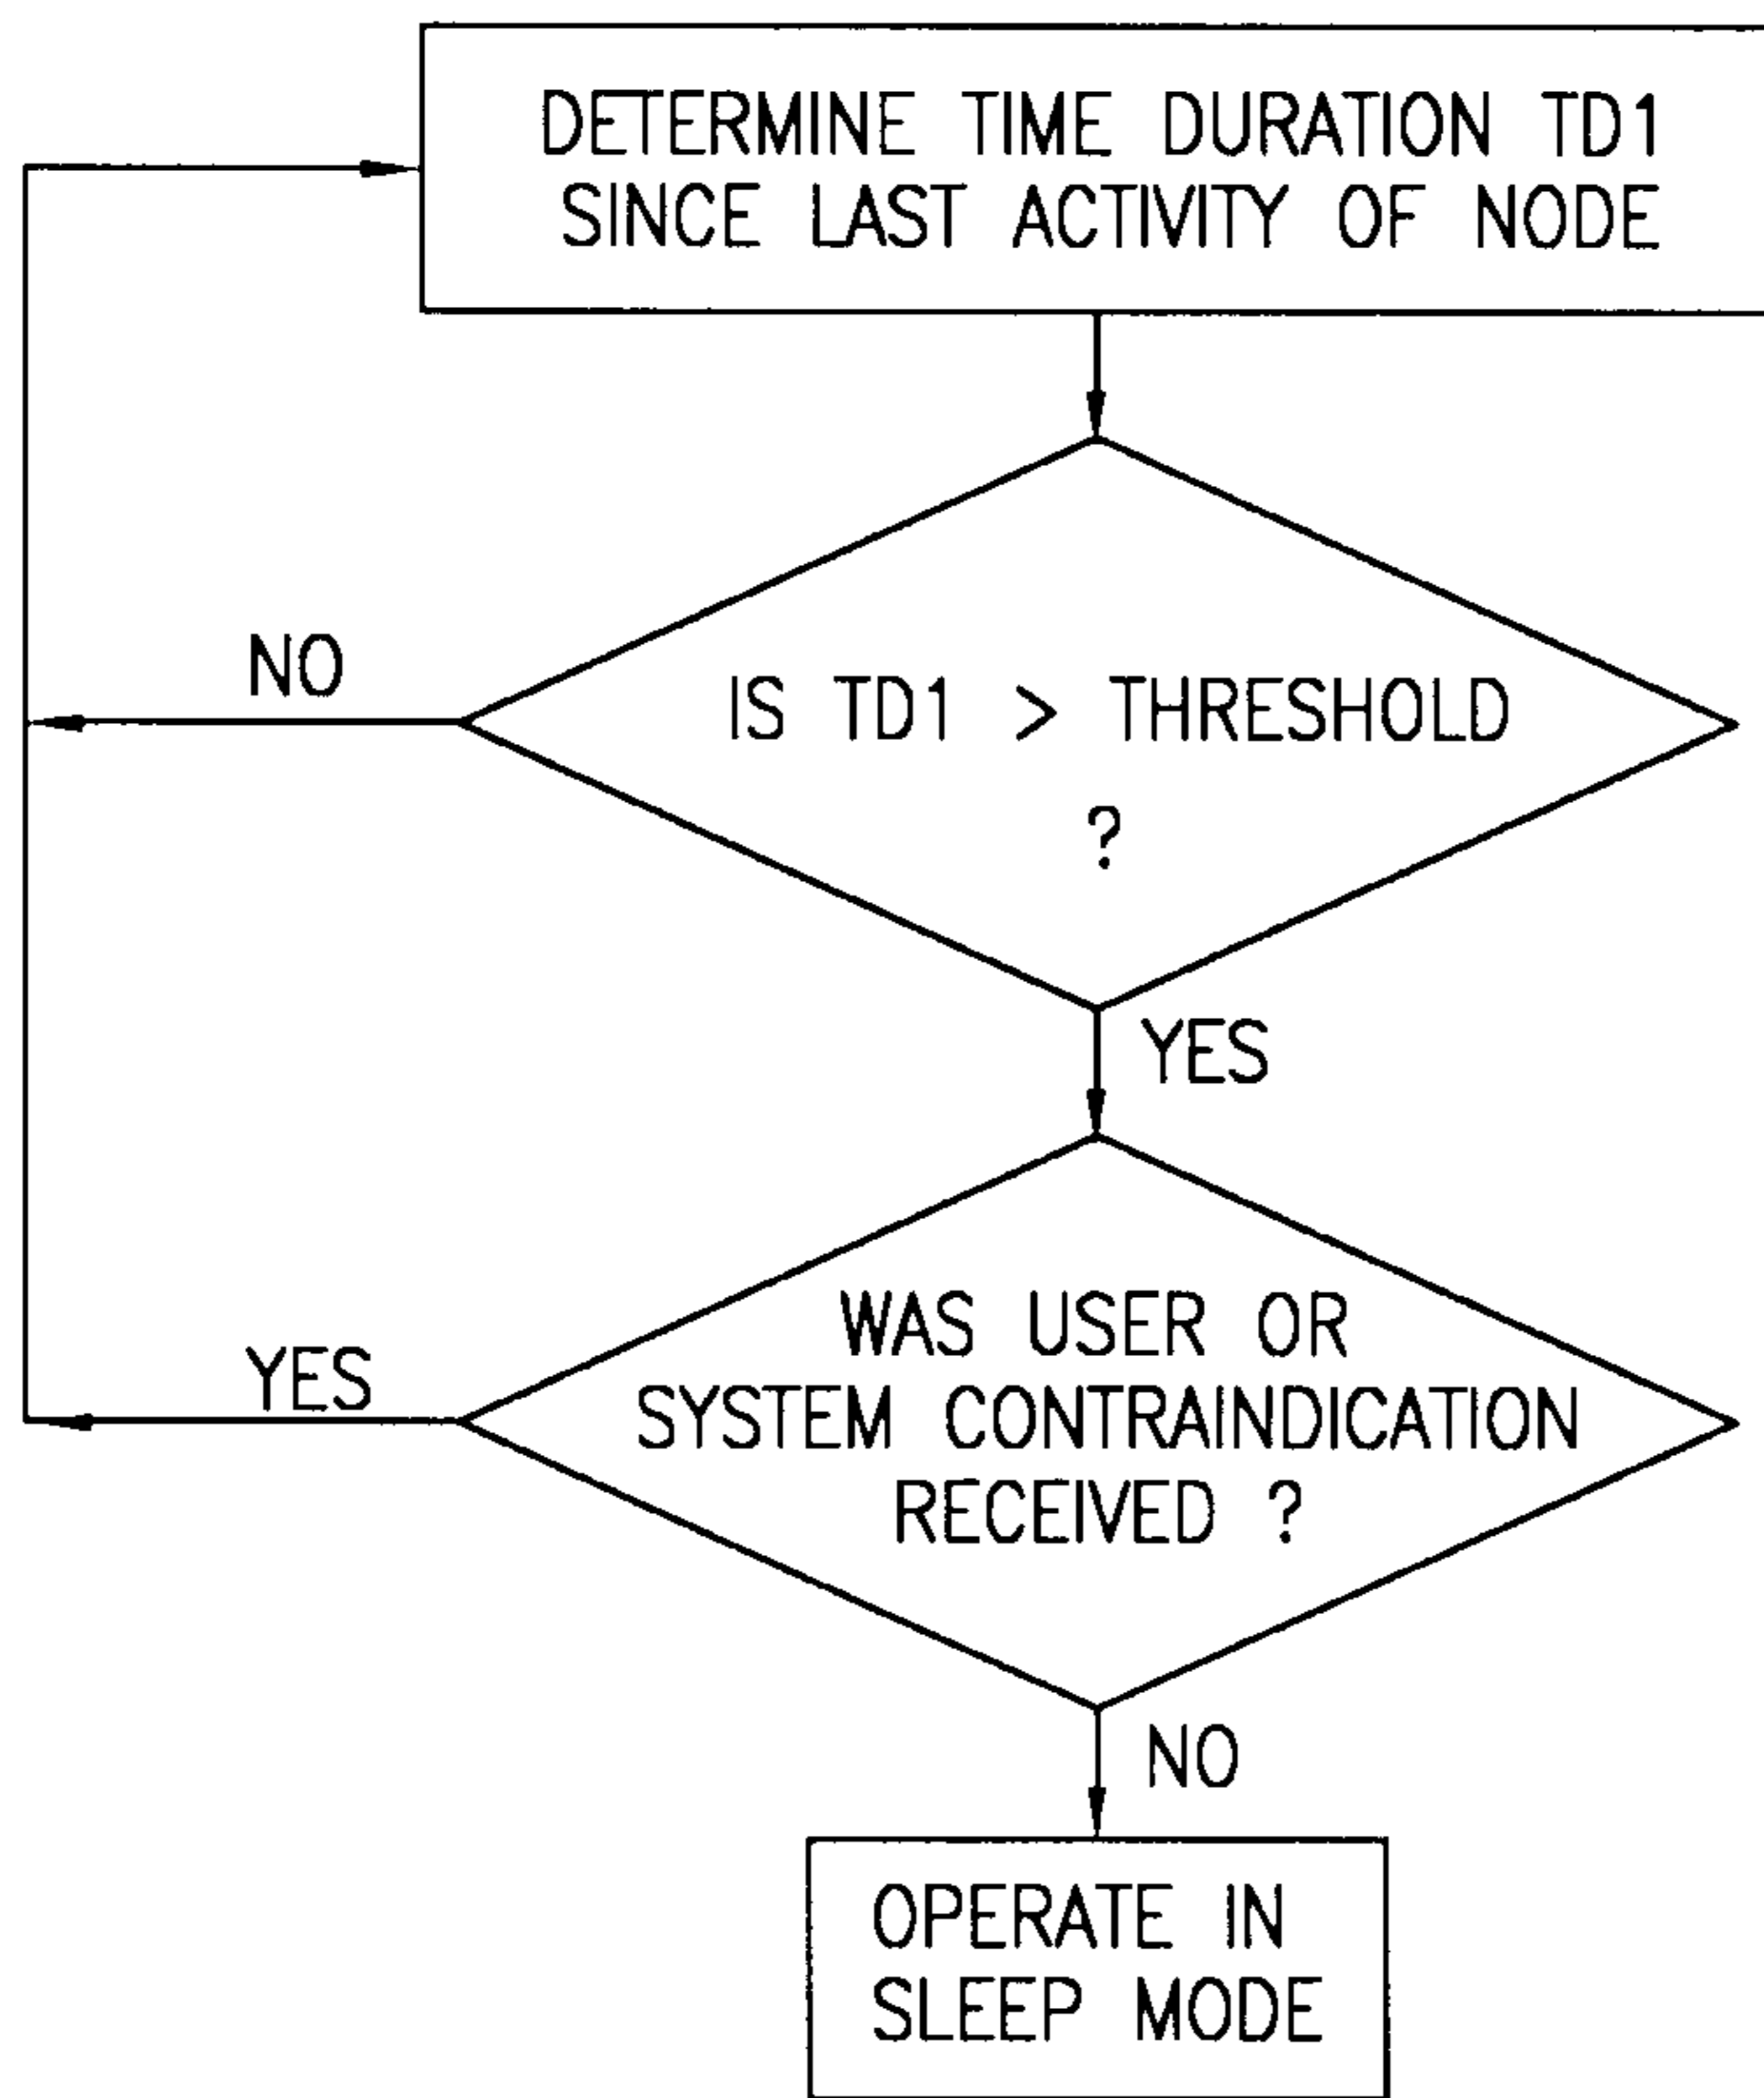 DETERMINE TIME DURATION TD1
SINCE LAST ACTIVITY OF NODE
NO
IS TD1 > THRESHOLD
?
YES
WAS USER OR
YES
SYSTEM CONTRAINDICATION
RECEIVED ?
NO
OPERATE IN
SLEEP MODE